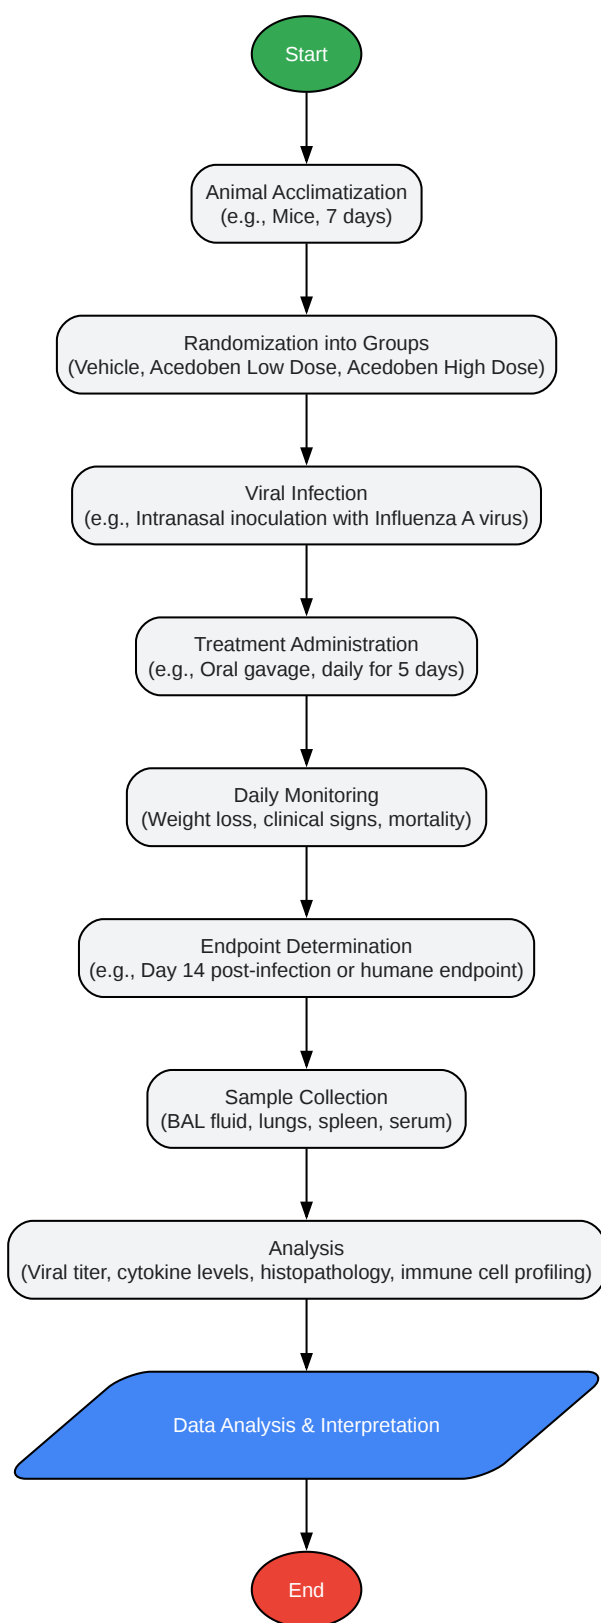 Start
Animal Acclimatization
(e.g., Mice, 7 days)
Randomization into Groups
(Vehicle, Acedoben Low Dose, Acedoben High Dose)
Viral Infection
(e.g., Intranasal inoculation with Influenza A virus)
Treatment Administration
(e.g., Oral gavage, daily for 5 days)
Daily Monitoring
(Weight loss, clinical signs, mortality)
Endpoint Determination
(e.g., Day 14 post-infection or humane endpoint)
Sample Collection
(BAL fluid, lungs, spleen, serum)
Analysis
(Viral titer, cytokine levels, histopathology, immune cell profiling)
Data Analysis & Interpretation
End